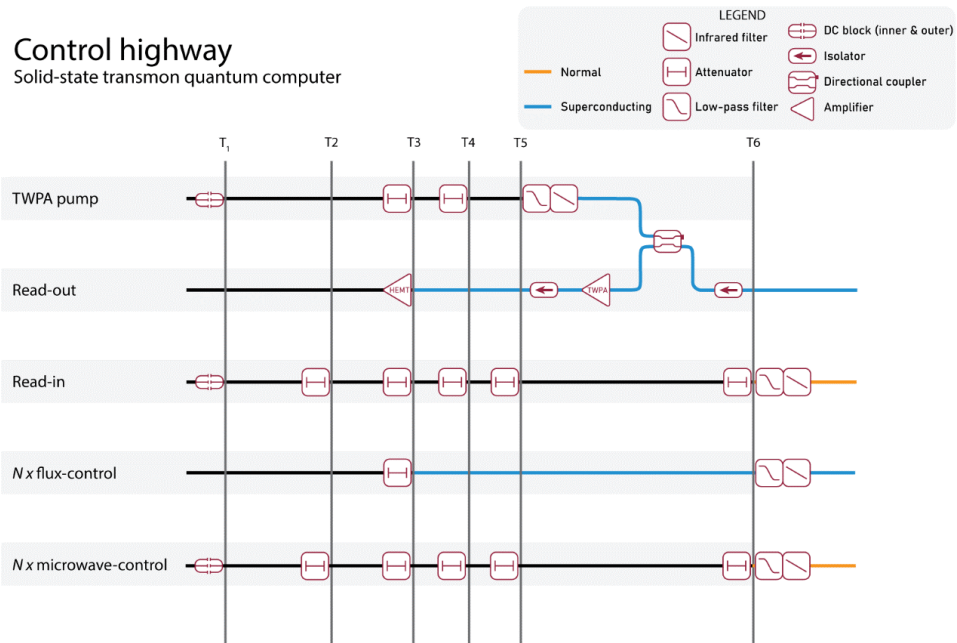 Control highway
Solid-state transmon quantum computer
LEGEND
Normal
Superconducting
Infrared filter
Attenuator
Low-pass filter
DC block (inner & outer)
Isolator
Directional coupler
Amplifier
T1 T2 T3 T4 T5 T6
TWPA pump
Read-out
HEMT
TWPA
Read-in
N x flux-control
N x microwave-control